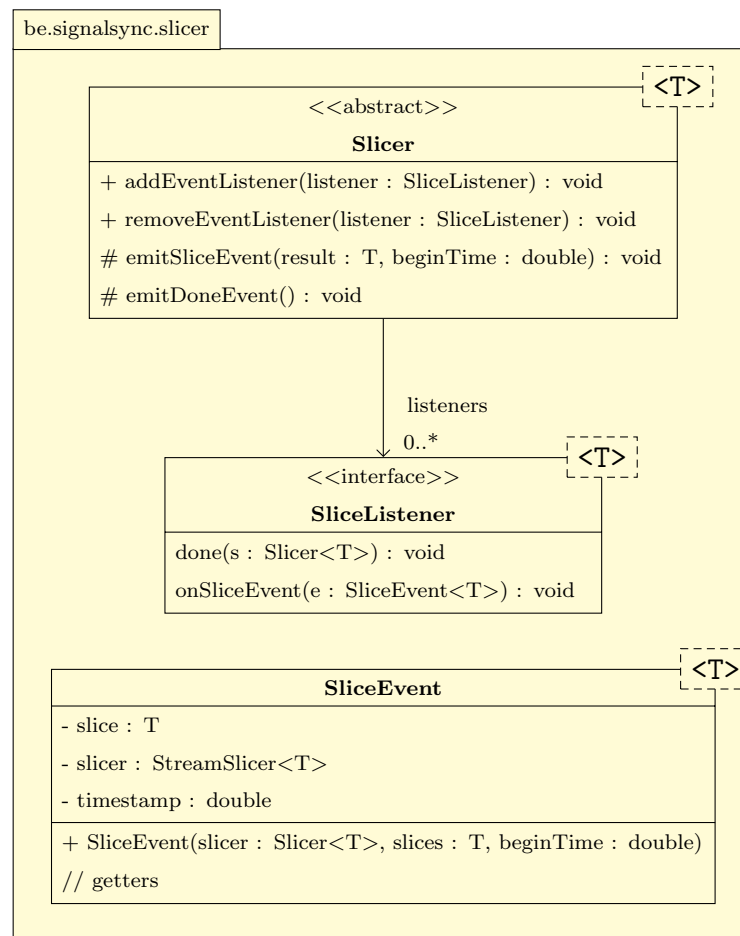 be.signalsync.slicer
<T>
<<abstract>>
Slicer
+ addEventListener(listener : SliceListener) : void
+ removeEventListener(listener : SliceListener) : void
# emitSliceEvent(result : T, beginTime : double) : void
# emitDoneEvent() : void
listeners
0..*
<T>
<<interface>>
SliceListener
done(s : Slicer<T>) : void
onSliceEvent(e : SliceEvent<T>) : void
<T>
SliceEvent
- slice : T
- slicer : StreamSlicer<T>
- timestamp : double
+ SliceEvent(slicer : Slicer<T>, slices : T, beginTime : double)
// getters